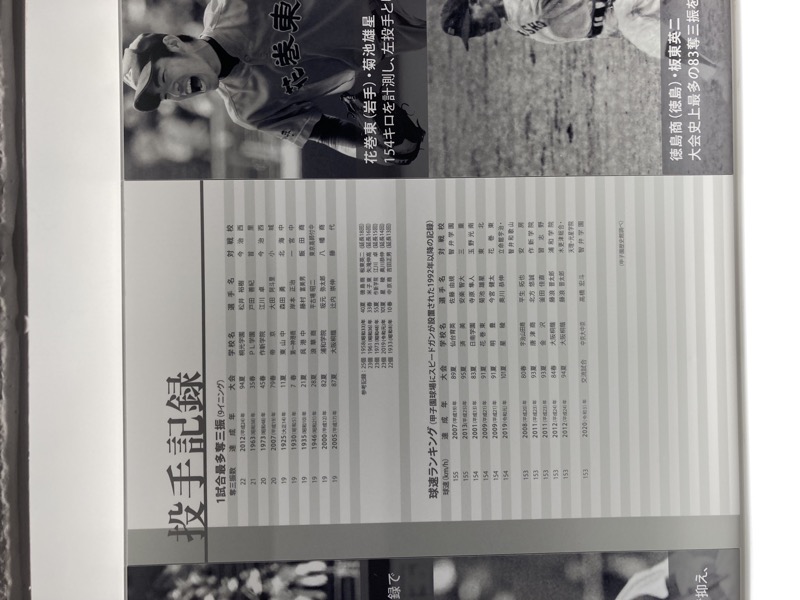 投手記録
1試合最多奪三振(9イニング)
奪三振数 達成年 大会 学校名 選手名 対戦校
22 2012(平成24)年 94夏 桐光学園 松井 裕樹 今治西
21 1963(昭和38)年 35春 PL学園 戸田 善紀 首里
20 1973(昭和48)年 45春 作新学院 江川 卓 今治西
20 2007(平成19)年 79春 帝京 大田 阿斗里 小城
19 1925(大正14)年 11夏 東山中 森田 勇 北海中
19 1930(昭和5)年 7春 第一神港商 岸本 正治 一宮中
19 1935(昭和10)年 21夏 呉港中 藤村 富美男 飯田商
19 1946(昭和21)年 28夏 浪華商 平古場 昭二 東京高師付中
19 2000(平成12)年 82夏 浦和学院 坂元 弥太郎 八幡商
19 2005(平成17)年 87夏 大阪桐蔭 辻内 崇伸 藤代
参考記録:25個 1958(昭和33)年 40夏 徳島商 板東英二(延長18回)
23個 1961(昭和36)年 33春 米子東 矢滝伸高(延長16回)
23個 1973(昭和48)年 55夏 作新学院 江川 卓(延長15回)
23個 2019(令和元)年 101夏 星稜 奥川恭伸(延長14回)
22個 1933(昭和8)年 10春 中京商 吉田正男(延長13回)
球速ランキング(甲子園球場にスピードガンが設置された1992年以降の記録)
球速(km/h) 達成年 大会 学校名 選手名 対戦校
155 2007(平成19)年 89夏 仙台育英 佐藤 由規 智弁学園
155 2013(平成25)年 95夏 済美 安楽 智大 三重
154 2001(平成13)年 83夏 日南学園 寺原 隼人 玉野光南
154 2009(平成21)年 91夏 花巻東 菊池 雄星 東北
154 2009(平成21)年 91夏 明豊 今宮 健太 花巻東
154 2019(令和元)年 101夏 星稜 奥川 恭伸 立命館宇治・
智弁和歌山
153 2008(平成20)年 80春 宇治山田商 平生 拓也 安房
153 2011(平成23)年 93夏 唐津商 北方 悠誠 作新学院
153 2011(平成23)年 93夏 金沢 釜田 佳直 習志野
153 2012(平成24)年 84春 大阪桐蔭 藤浪 晋太郎 浦和学院
153 2012(平成24)年 94夏 大阪桐蔭 藤浪 晋太郎 木更津総合・
天理・光星学院
153 2020(令和2)年 交流試合 中京大中京 高橋 宏斗 智弁学園
(甲子園歴史館調べ)
花巻東(岩手)・菊池雄星
154キロを計測し、左投手とし
徳島商(徳島)・板東英二
大会史上最多の83奪三振を
録で
抑え、
花巻東